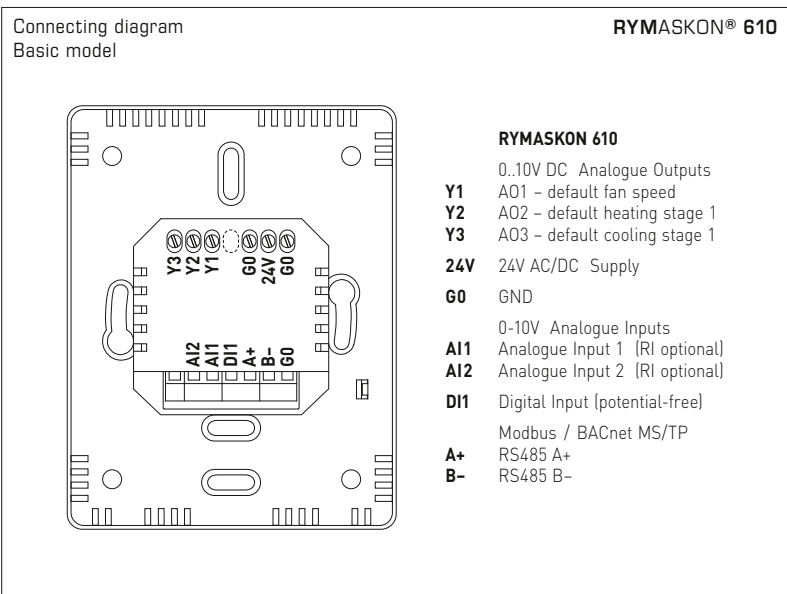 Connecting diagram
Basic model
RYMASKON® 610
Y3 Y2 Y1 G0 24V G0
AI2 AI1 DI1 A+ B– G0
RYMASKON 610
0..10V DC Analogue Outputs
Y1 AO1 – default fan speed
Y2 AO2 – default heating stage 1
Y3 AO3 – default cooling stage 1
24V 24V AC/DC Supply
G0 GND
0-10V Analogue Inputs
AI1 Analogue Input 1 (RI optional)
AI2 Analogue Input 2 (RI optional)
DI1 Digital Input (potential-free)
Modbus / BACnet MS/TP
A+ RS485 A+
B– RS485 B–